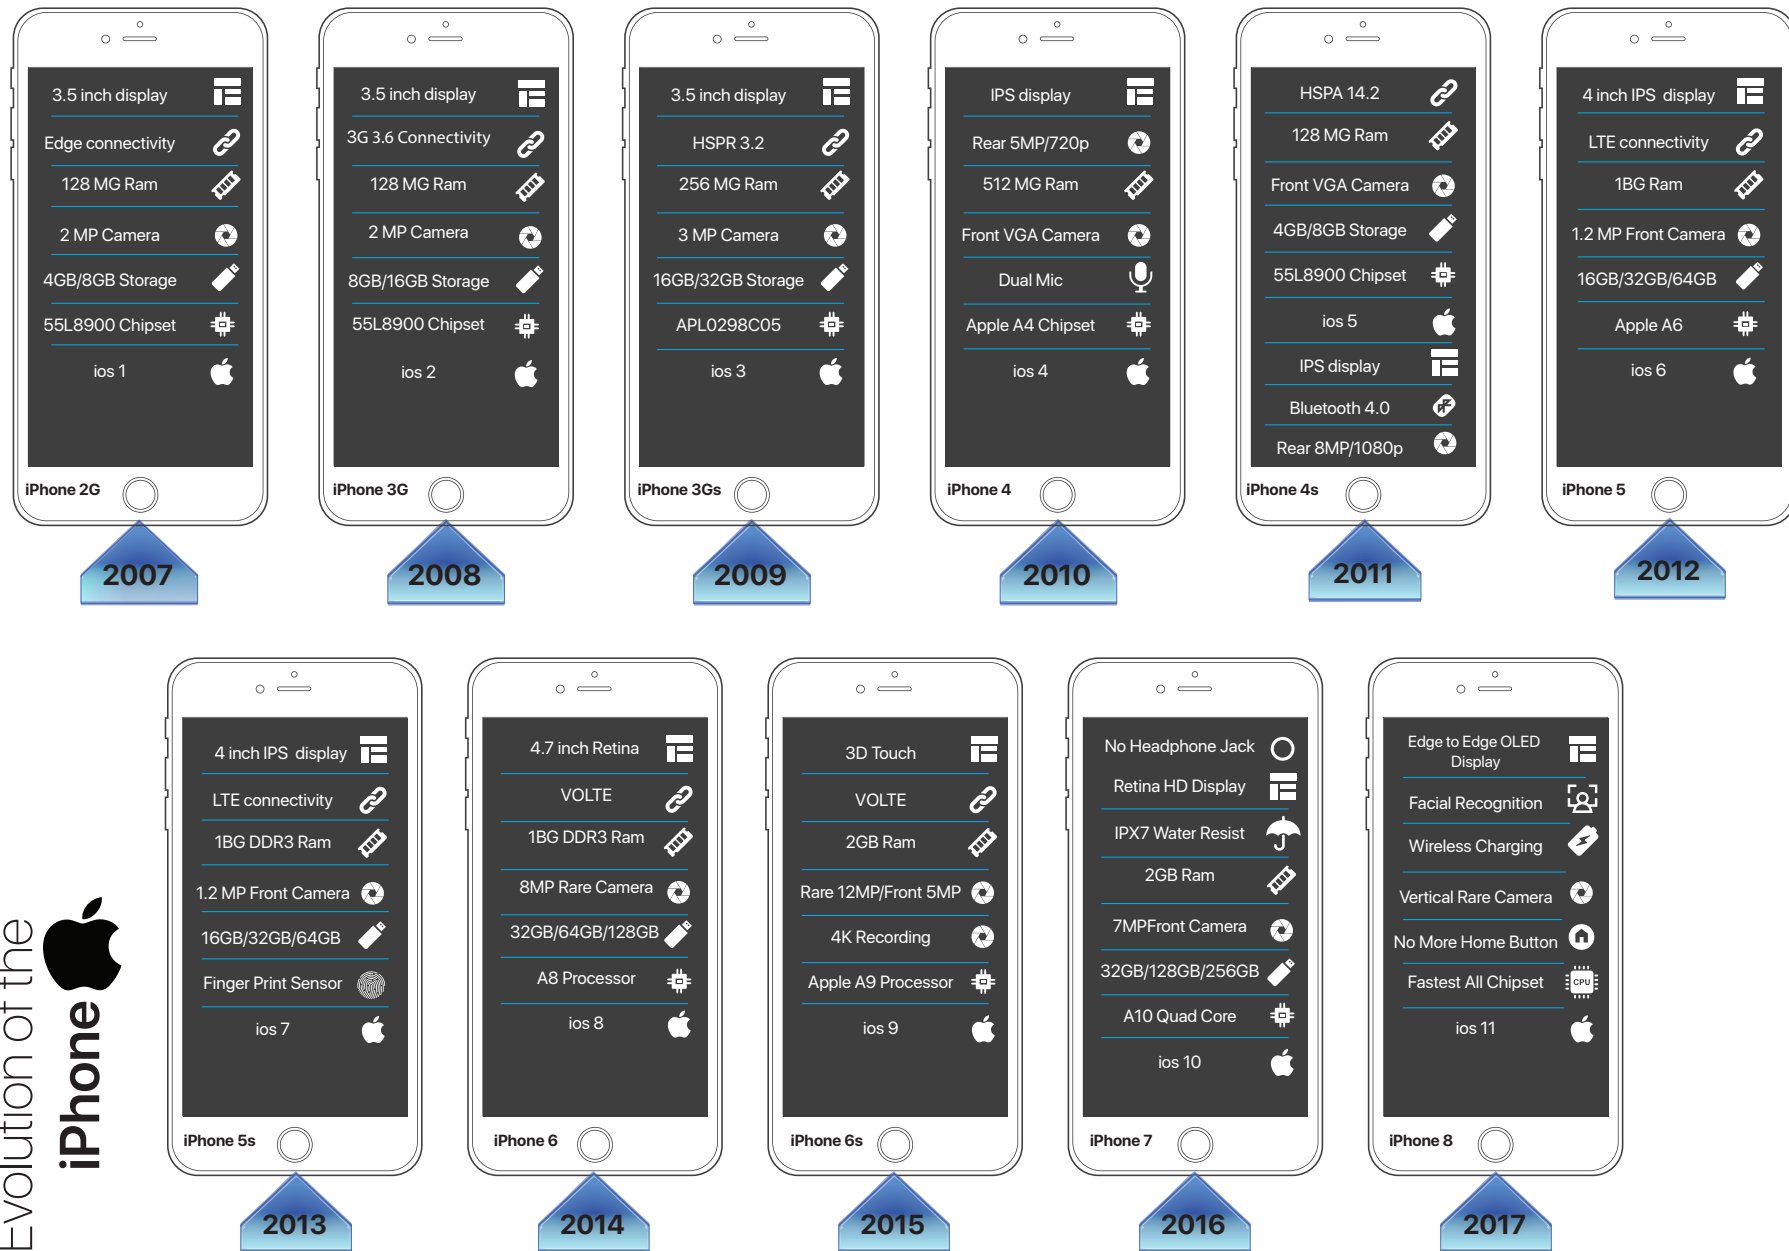 3.5 inch display
Edge connectivity
128 MG Ram
2 MP Camera
4GB/8GB Storage
55L8900 Chipset
ios 1
iPhone 2G
2007
3.5 inch display
3G 3.6 Connectivity
128 MG Ram
2 MP Camera
8GB/16GB Storage
55L8900 Chipset
ios 2
iPhone 3G
2008
3.5 inch display
HSPR 3.2
256 MG Ram
3 MP Camera
16GB/32GB Storage
APL0298C05
ios 3
iPhone 3Gs
2009
IPS display
Rear 5MP/720p
512 MG Ram
Front VGA Camera
Dual Mic
Apple A4 Chipset
ios 4
iPhone 4
2010
HSPA 14.2
128 MG Ram
Front VGA Camera
4GB/8GB Storage
55L8900 Chipset
ios 5
IPS display
Bluetooth 4.0
Rear 8MP/1080p
iPhone 4s
2011
4 inch IPS display
LTE connectivity
1BG Ram
1.2 MP Front Camera
16GB/32GB/64GB
Apple A6
ios 6
iPhone 5
2012
Evolution of the
iPhone
4 inch IPS display
LTE connectivity
1BG DDR3 Ram
1.2 MP Front Camera
16GB/32GB/64GB
Finger Print Sensor
ios 7
iPhone 5s
2013
4.7 inch Retina
VOLTE
1BG DDR3 Ram
8MP Rare Camera
32GB/64GB/128GB
A8 Processor
ios 8
iPhone 6
2014
3D Touch
VOLTE
2GB Ram
Rare 12MP/Front 5MP
4K Recording
Apple A9 Processor
ios 9
iPhone 6s
2015
No Headphone Jack
Retina HD Display
IPX7 Water Resist
2GB Ram
7MPFront Camera
32GB/128GB/256GB
A10 Quad Core
ios 10
iPhone 7
2016
Edge to Edge OLED
Display
Facial Recognition
Wireless Charging
Vertical Rare Camera
No More Home Button
Fastest All Chipset
CPU
ios 11
iPhone 8
2017